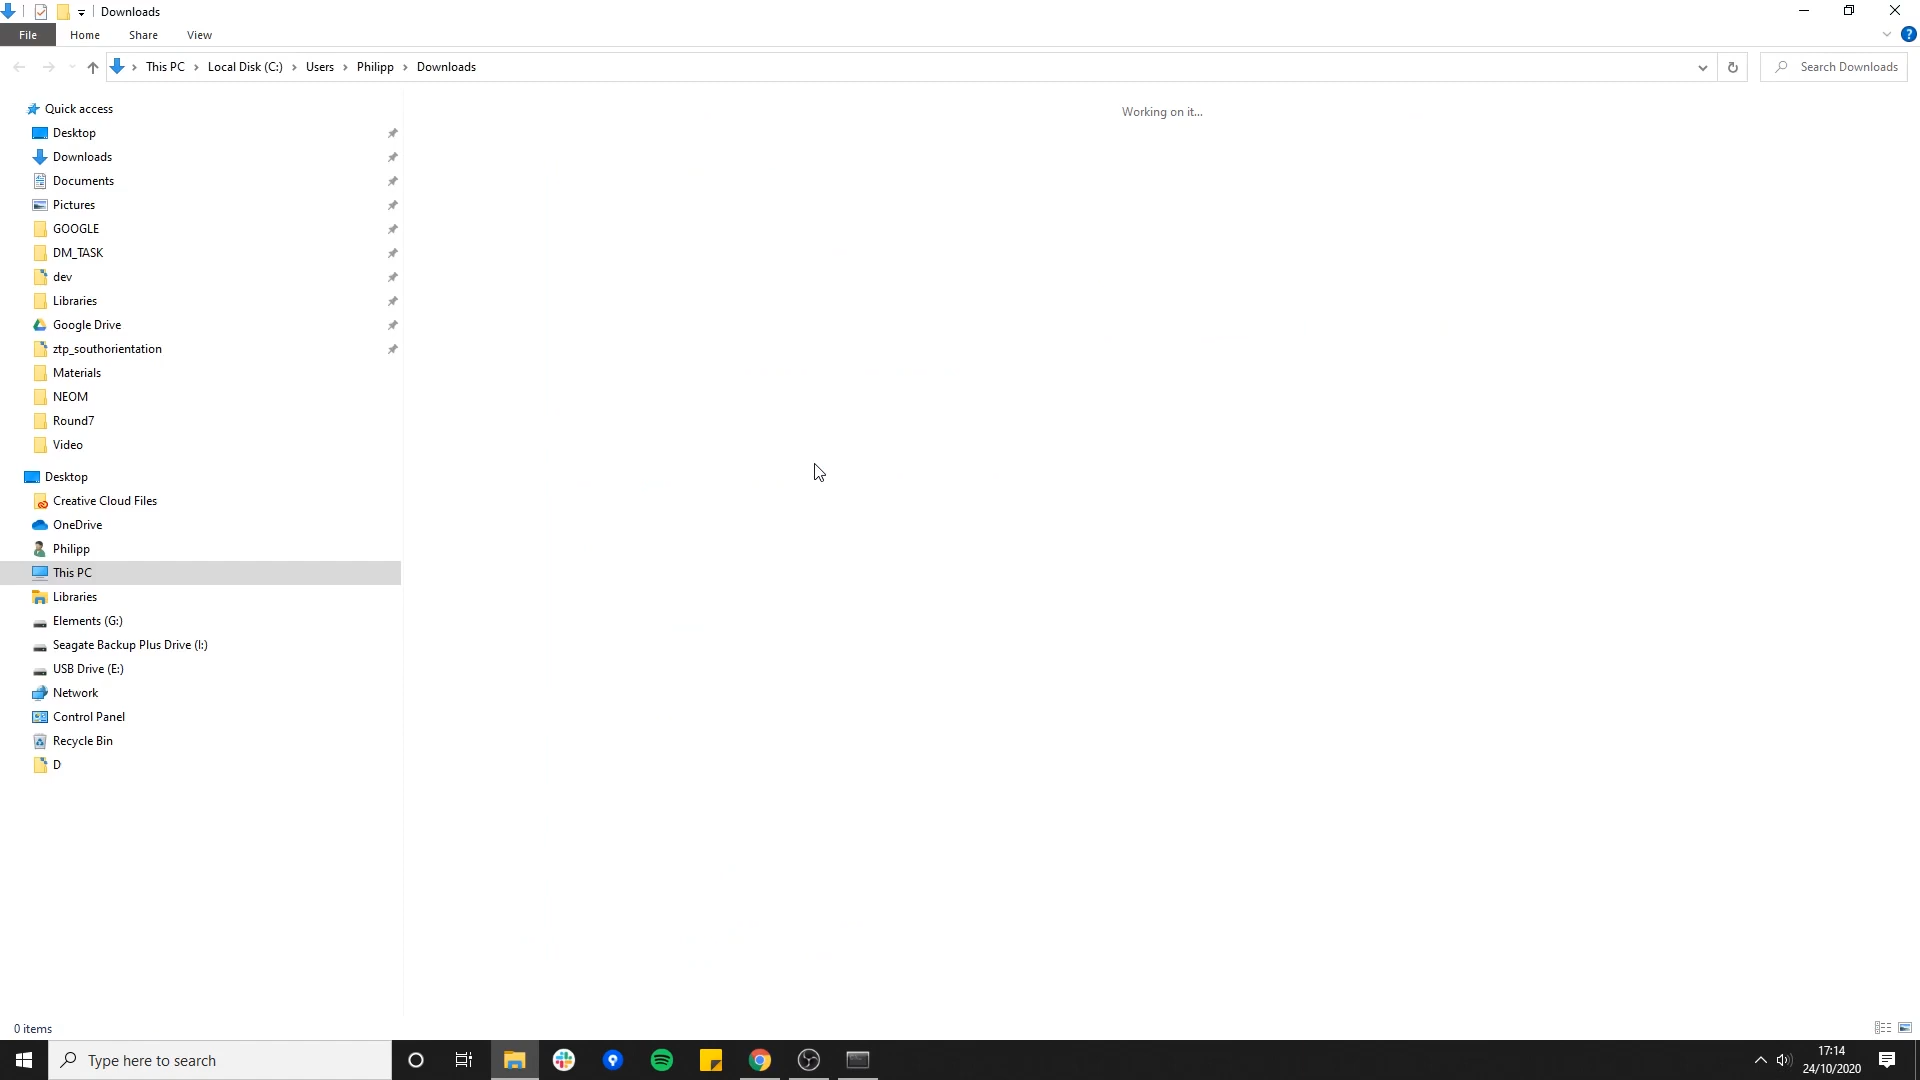 Downloads
File Home Share View
This PC Local Disk (C:) Users Philipp Downloads Search Downloads
Working on it...
Quick access
Desktop
Downloads
Documents
Pictures
GOOGLE
DM_TASK
dev
Libraries
Google Drive
ztp_southorientation
Materials
NEOM
Round7
Video
Desktop
Creative Cloud Files
OneDrive
Philipp
This PC
Libraries
Elements (G:)
Seagate Backup Plus Drive (I:)
USB Drive (E:)
Network
Control Panel
Recycle Bin
D
0 items
Type here to search
17:14
24/10/2020